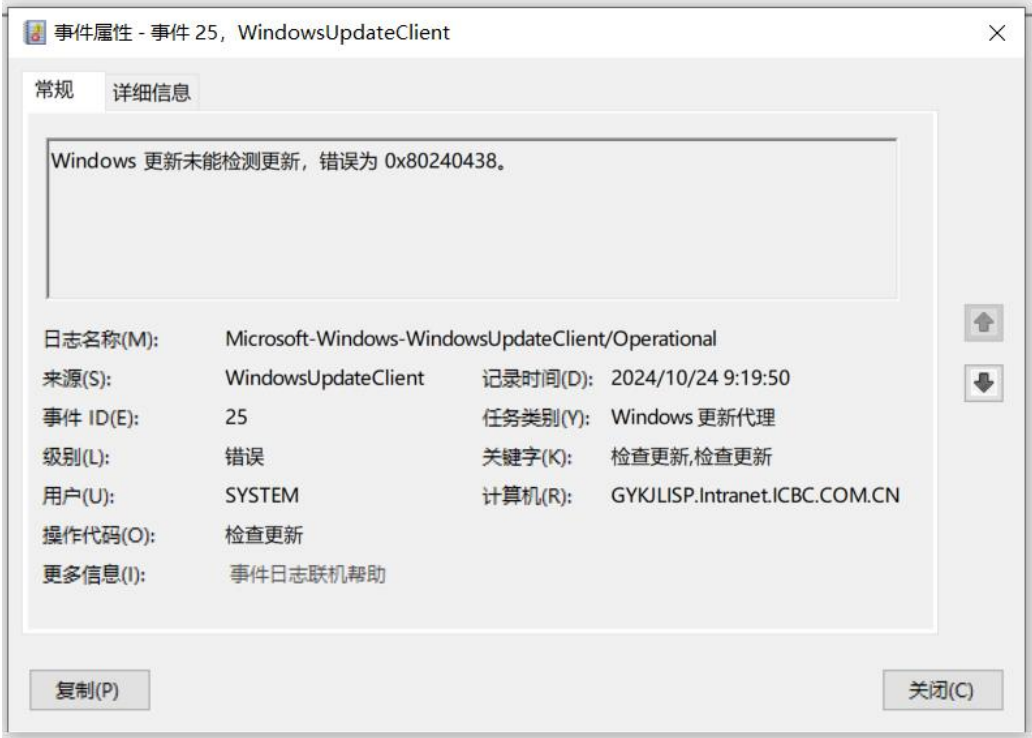 事件属性 - 事件 25，WindowsUpdateClient
常规
详细信息
Windows 更新未能检测更新，错误为 0x80240438。
日志名称(M): Microsoft-Windows-WindowsUpdateClient/Operational
来源(S): WindowsUpdateClient 记录时间(D): 2024/10/24 9:19:50
事件 ID(E): 25 任务类别(Y): Windows 更新代理
级别(L): 错误 关键字(K): 检查更新,检查更新
用户(U): SYSTEM 计算机(R): GYKJLISP.Intranet.ICBC.COM.CN
操作代码(O): 检查更新
更多信息(I): 事件日志联机帮助
复制(P) 关闭(C)